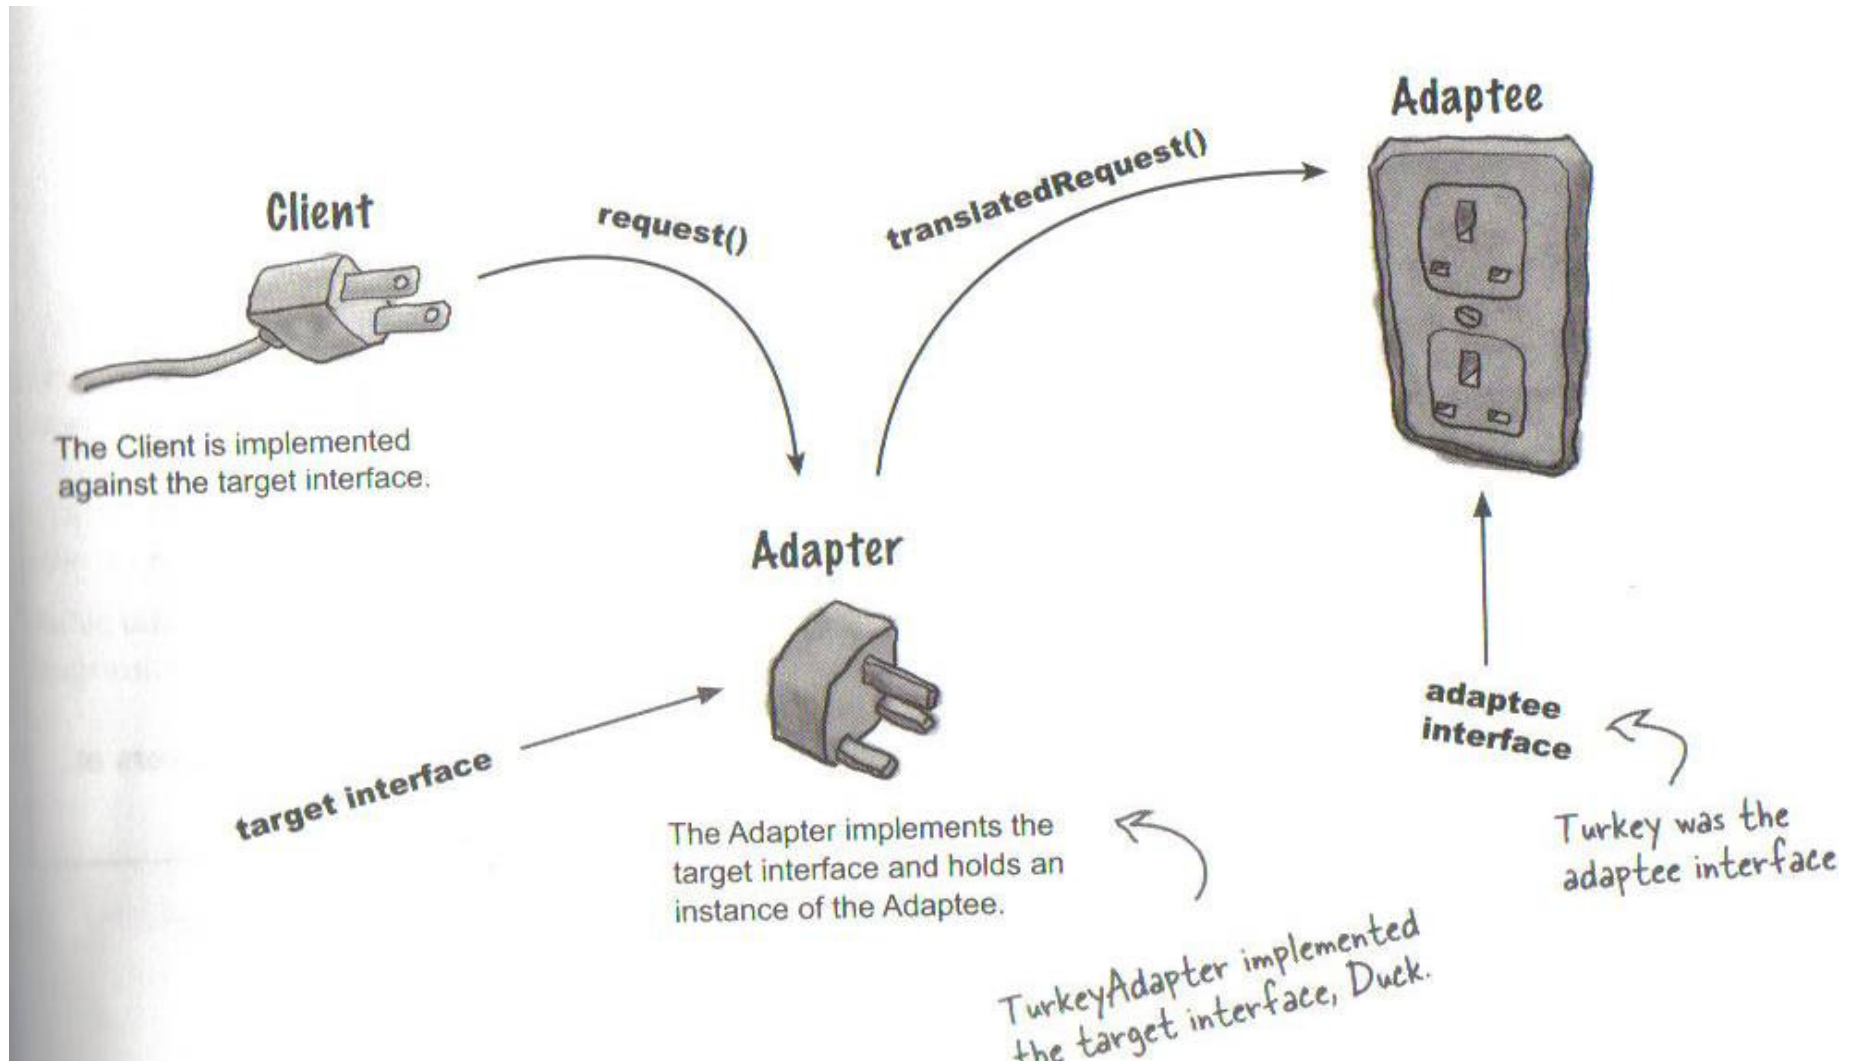 Adaptee
Client
request()
translatedRequest()
The Client is implemented
against the target interface.
Adapter
target interface
adaptee
interface
The Adapter implements the
target interface and holds an
instance of the Adaptee.
Turkey was the
adaptee interface
TurkeyAdapter implemented
the target interface, Duck.